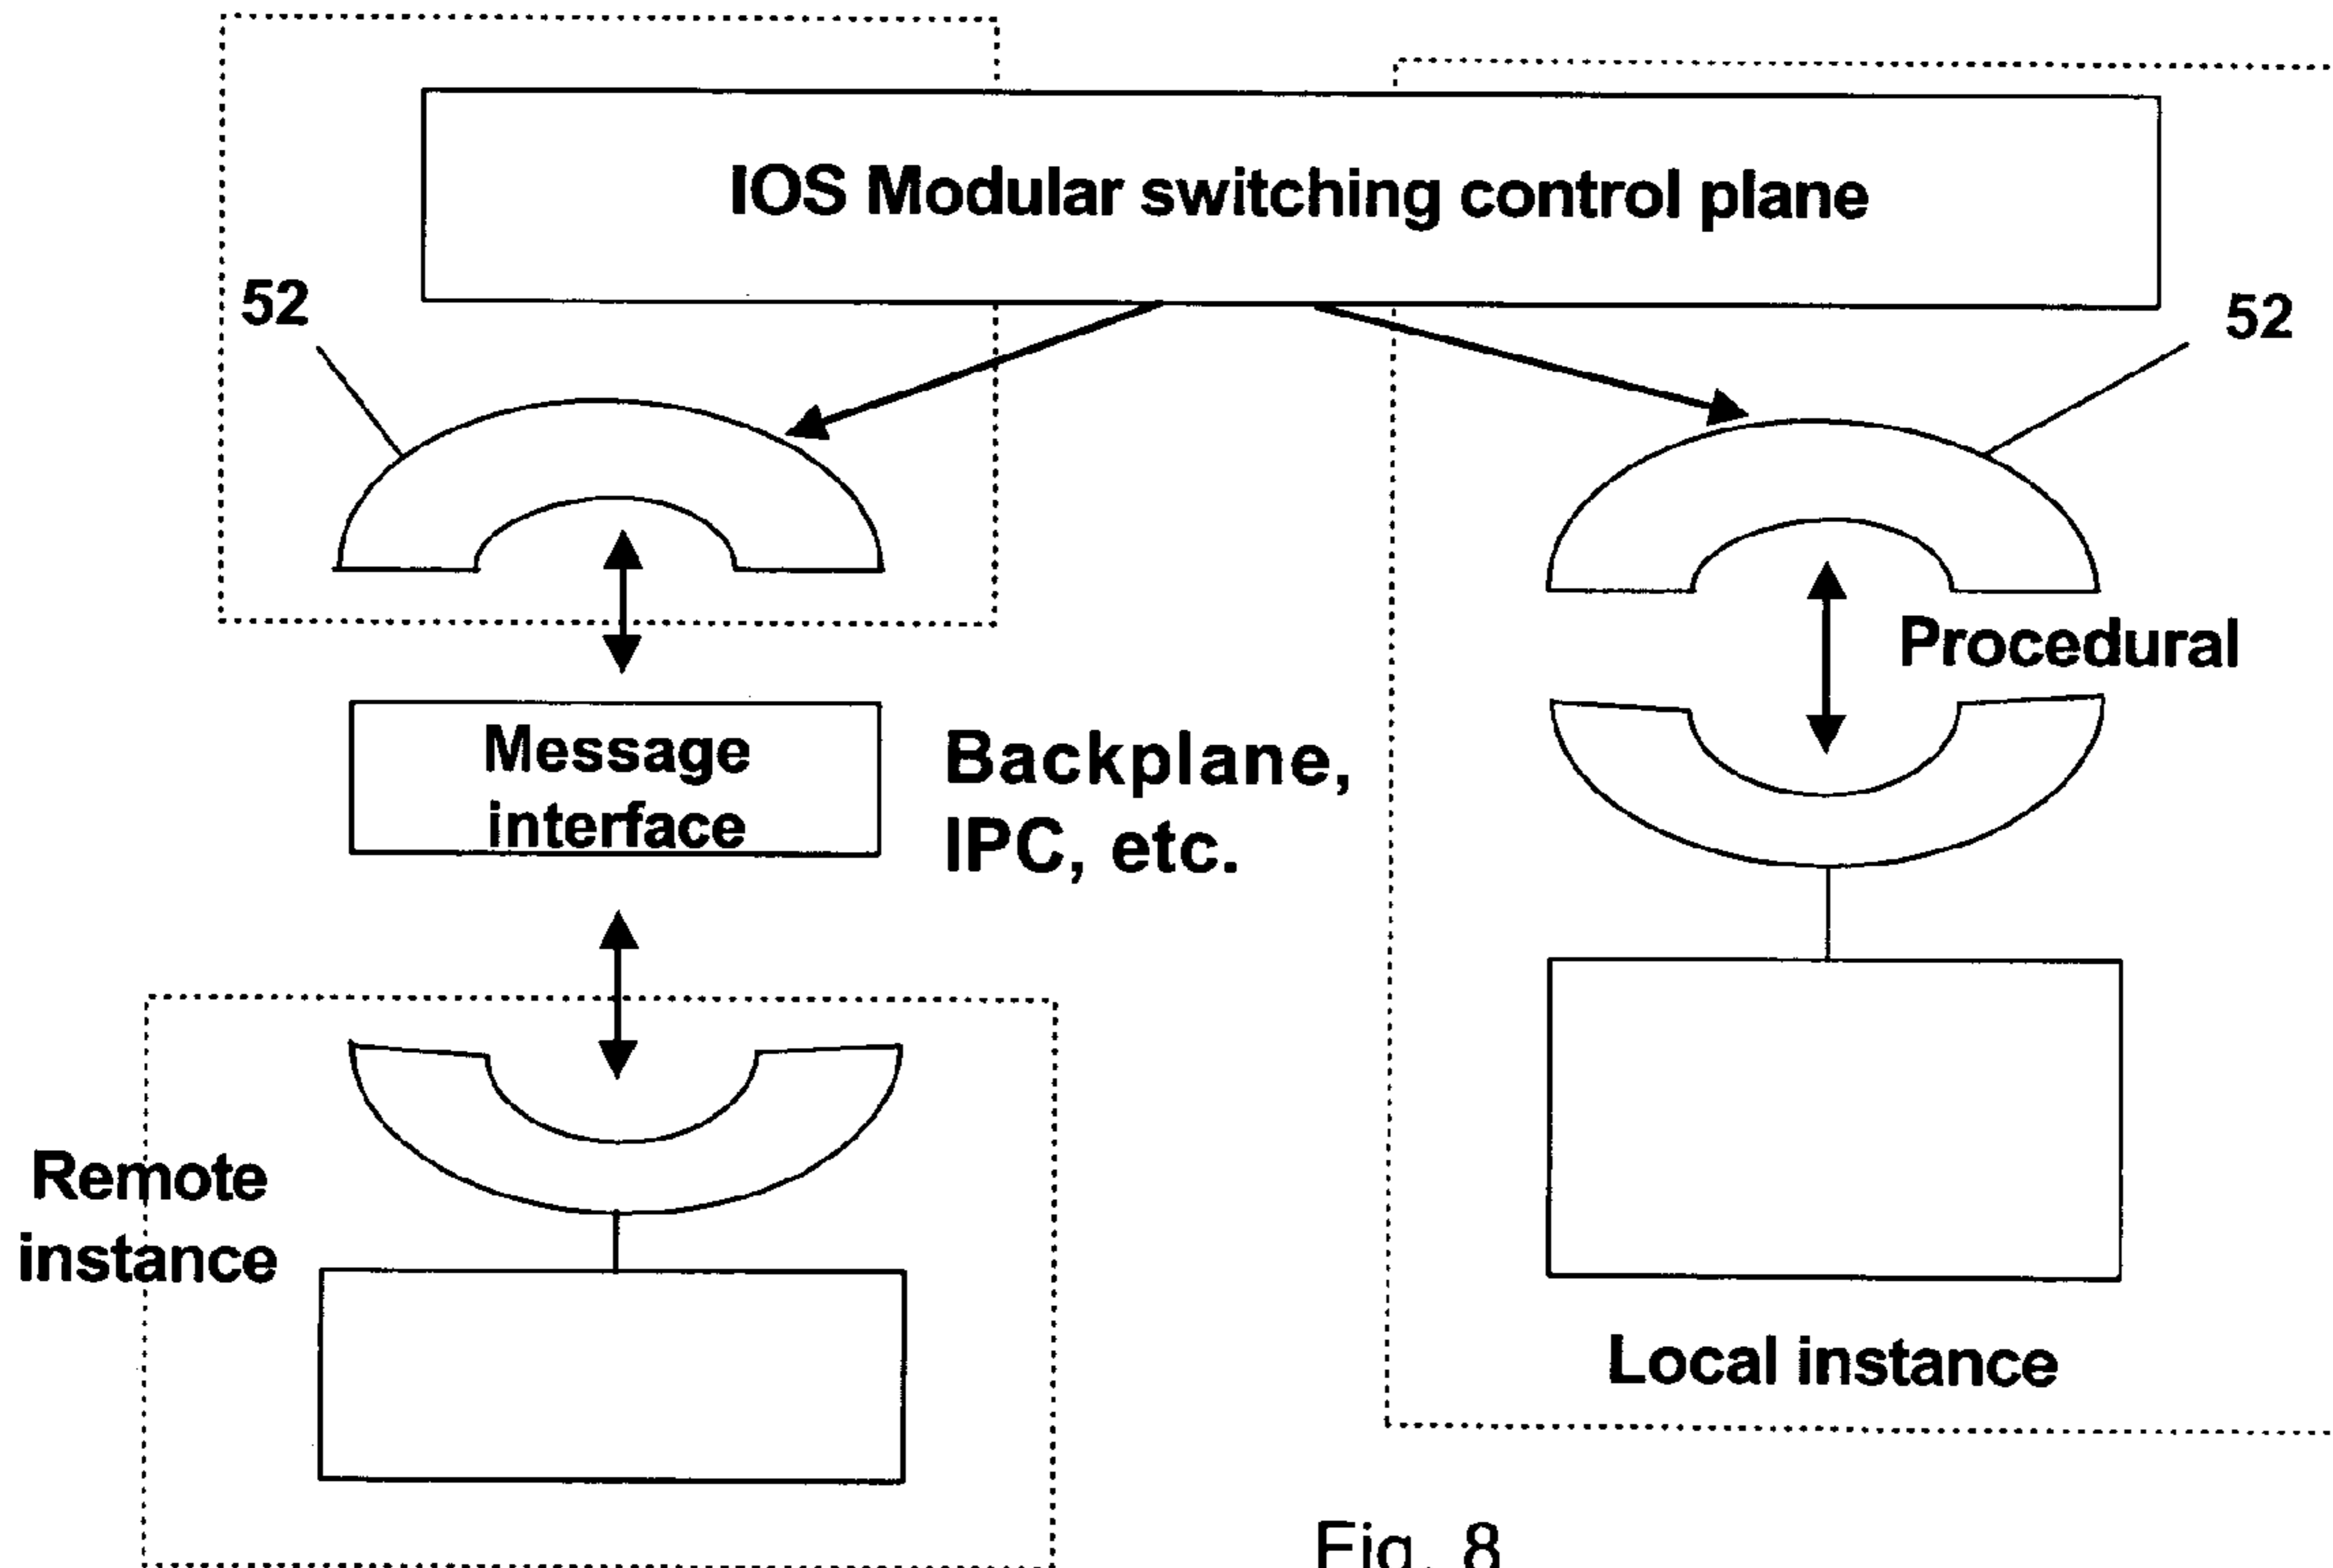 IOS Modular switching control plane
52
52
Procedural
Message
interface
Backplane,
IPC, etc.
Remote
instance
Local instance
Fig. 8